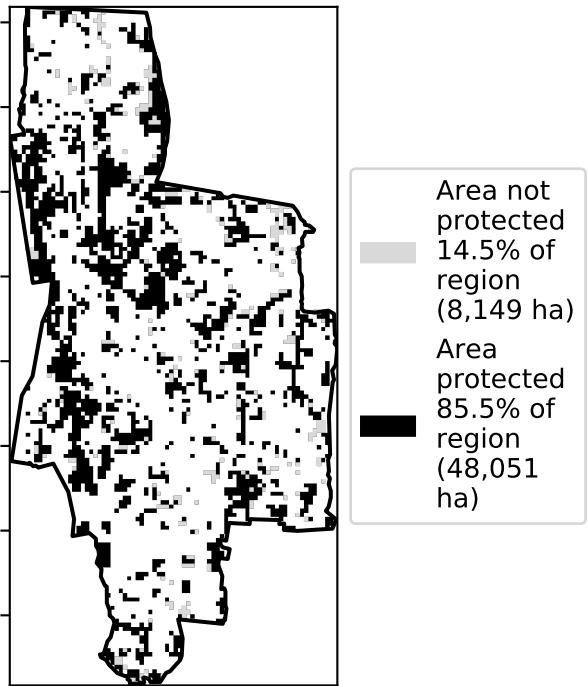 Area not
protected
14.5% of
region
(8,149 ha)
Area
protected
85.5% of
region
(48,051
ha)